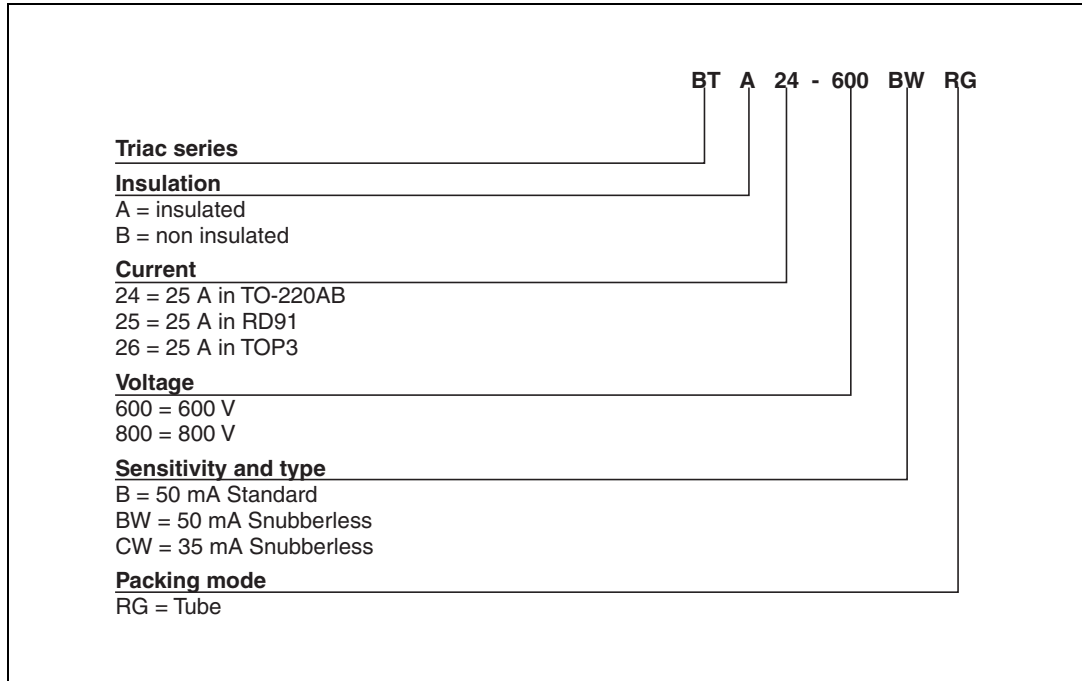 BT A 24 - 600 BW RG
Triac series
Insulation
A = insulated
B = non insulated
Current
24 = 25 A in TO-220AB
25 = 25 A in RD91
26 = 25 A in TOP3
Voltage
600 = 600 V
800 = 800 V
Sensitivity and type
B = 50 mA Standard
BW = 50 mA Snubberless
CW = 35 mA Snubberless
Packing mode
RG = Tube